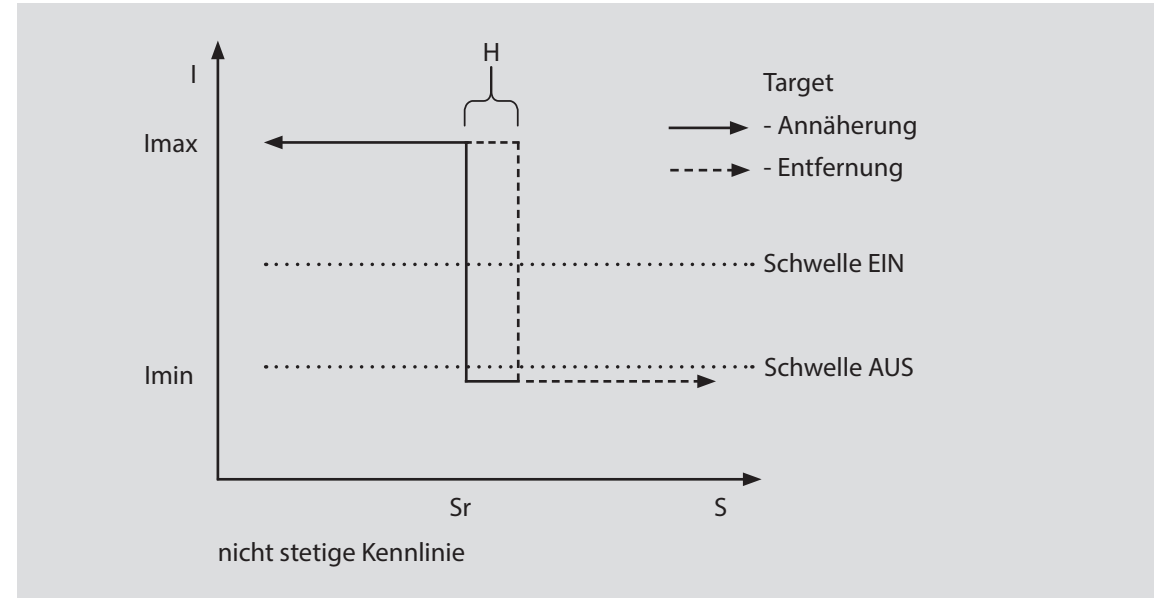 H
I
Target
Imax
- Annäherung
- Entfernung
Schwelle EIN
Imin
Schwelle AUS
Sr
S
nicht stetige Kennlinie